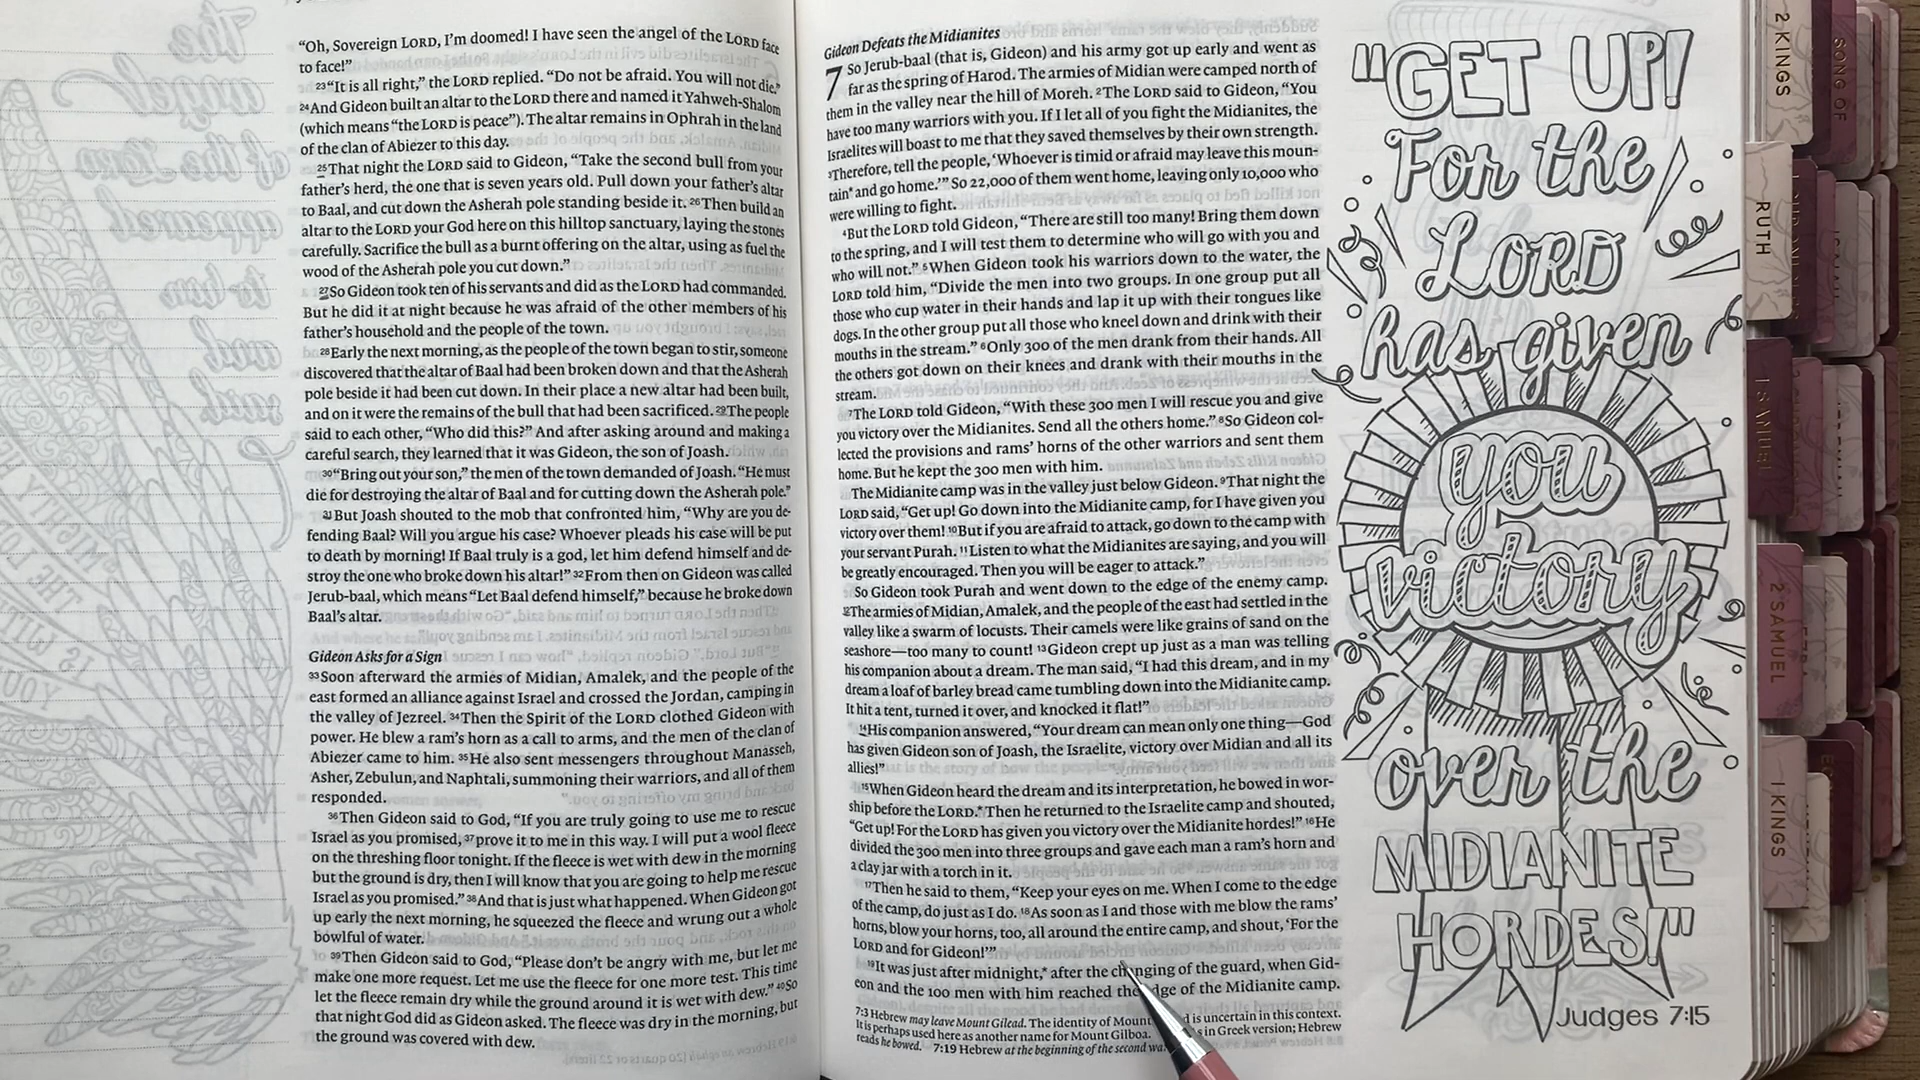 "Oh, Sovereign LORD, I'm doomed! I have seen the angel of the LORD face
to face!"
23"It is all right," the LORD replied. "Do not be afraid. You will not die."
24And Gideon built an altar to the LORD there and named it Yahweh-Shalom
(which means "the LORD is peace"). The altar remains in Ophrah in the land
of the clan of Abiezer to this day.
25That night the LORD said to Gideon, "Take the second bull from your
father's herd, the one that is seven years old. Pull down your father's altar
to Baal, and cut down the Asherah pole standing beside it. 26Then build an
altar to the LORD your God here on this hilltop sanctuary, laying the stones
carefully. Sacrifice the bull as a burnt offering on the altar, using as fuel the
wood of the Asherah pole you cut down."
27So Gideon took ten of his servants and did as the LORD had commanded.
But he did it at night because he was afraid of the other members of his
father's household and the people of the town.
28Early the next morning, as the people of the town began to stir, someone
discovered that the altar of Baal had been broken down and that the Asherah
pole beside it had been cut down. In their place a new altar had been built,
and on it were the remains of the bull that had been sacrificed. 29The people
said to each other, "Who did this?" And after asking around and making a
careful search, they learned that it was Gideon, the son of Joash.
30"Bring out your son," the men of the town demanded of Joash. "He must
die for destroying the altar of Baal and for cutting down the Asherah pole."
31But Joash shouted to the mob that confronted him, "Why are you de-
fending Baal? Will you argue his case? Whoever pleads his case will be put
to death by morning! If Baal truly is a god, let him defend himself and de-
stroy the one who broke down his altar!" 32From then on Gideon was called
Jerub-baal, which means "Let Baal defend himself," because he broke down
Baal's altar.
Gideon Asks for a Sign
33Soon afterward the armies of Midian, Amalek, and the people of the
east formed an alliance against Israel and crossed the Jordan, camping in
the valley of Jezreel. 34Then the Spirit of the LORD clothed Gideon with
power. He blew a ram's horn as a call to arms, and the men of the clan of
Abiezer came to him. 35He also sent messengers throughout Manasseh,
Asher, Zebulun, and Naphtali, summoning their warriors, and all of them
responded.
36Then Gideon said to God, "If you are truly going to use me to rescue
Israel as you promised, 37prove it to me in this way. I will put a wool fleece
on the threshing floor tonight. If the fleece is wet with dew in the morning
but the ground is dry, then I will know that you are going to help me rescue
Israel as you promised." 38And that is just what happened. When Gideon got
up early the next morning, he squeezed the fleece and wrung out a whole
bowlful of water.
39Then Gideon said to God, "Please don't be angry with me, but let me
make one more request. Let me use the fleece for one more test. This time
let the fleece remain dry while the ground around it is wet with dew." 40So
that night God did as Gideon asked. The fleece was dry in the morning, but
the ground was covered with dew.
Gideon Defeats the Midianites
7 So Jerub-baal (that is, Gideon) and his army got up early and went as
far as the spring of Harod. The armies of Midian were camped north of
them in the valley near the hill of Moreh. 2The LORD said to Gideon, "You
have too many warriors with you. If I let all of you fight the Midianites, the
Israelites will boast to me that they saved themselves by their own strength.
3Therefore, tell the people, 'Whoever is timid or afraid may leave this moun-
tain* and go home.'" So 22,000 of them went home, leaving only 10,000 who
were willing to fight.
4But the LORD told Gideon, "There are still too many! Bring them down
to the spring, and I will test them to determine who will go with you and
who will not." 5When Gideon took his warriors down to the water, the
LORD told him, "Divide the men into two groups. In one group put all
those who cup water in their hands and lap it up with their tongues like
dogs. In the other group put all those who kneel down and drink with their
mouths in the stream." 6Only 300 of the men drank from their hands. All
the others got down on their knees and drank with their mouths in the
stream.
7The LORD told Gideon, "With these 300 men I will rescue you and give
you victory over the Midianites. Send all the others home." 8So Gideon col-
lected the provisions and rams' horns of the other warriors and sent them
home. But he kept the 300 men with him.
The Midianite camp was in the valley just below Gideon. 9That night the
LORD said, "Get up! Go down into the Midianite camp, for I have given you
victory over them! 10But if you are afraid to attack, go down to the camp with
your servant Purah. 11Listen to what the Midianites are saying, and you will
be greatly encouraged. Then you will be eager to attack."
So Gideon took Purah and went down to the edge of the enemy camp.
12The armies of Midian, Amalek, and the people of the east had settled in the
valley like a swarm of locusts. Their camels were like grains of sand on the
seashore—too many to count! 13Gideon crept up just as a man was telling
his companion about a dream. The man said, "I had this dream, and in my
dream a loaf of barley bread came tumbling down into the Midianite camp.
It hit a tent, turned it over, and knocked it flat!"
14His companion answered, "Your dream can mean only one thing—God
has given Gideon son of Joash, the Israelite, victory over Midian and all its
allies!"
15When Gideon heard the dream and its interpretation, he bowed in wor-
ship before the LORD.* Then he returned to the Israelite camp and shouted,
"Get up! For the LORD has given you victory over the Midianite hordes!" 16He
divided the 300 men into three groups and gave each man a ram's horn and
a clay jar with a torch in it.
17Then he said to them, "Keep your eyes on me. When I come to the edge
of the camp, do just as I do. 18As soon as I and those with me blow the rams'
horns, blow your horns, too, all around the entire camp, and shout, 'For the
LORD and for Gideon!'"
19It was just after midnight,* after the changing of the guard, when Gid-
eon and the 100 men with him reached the edge of the Midianite camp.
7:3 Hebrew may leave Mount Gilead. The identity of Mount is uncertain in this context.
It is perhaps used here as another name for Mount Gilboa. in Greek version; Hebrew
reads he bowed. 7:19 Hebrew at the beginning of the second
"GET UP!
For the
LORD
has given
you
victory
over the
MIDIANITE
HORDES!"
Judges 7:15
2 KINGS
RUTH
1 SAMUEL
2 SAMUEL
1 KINGS
SONG OF